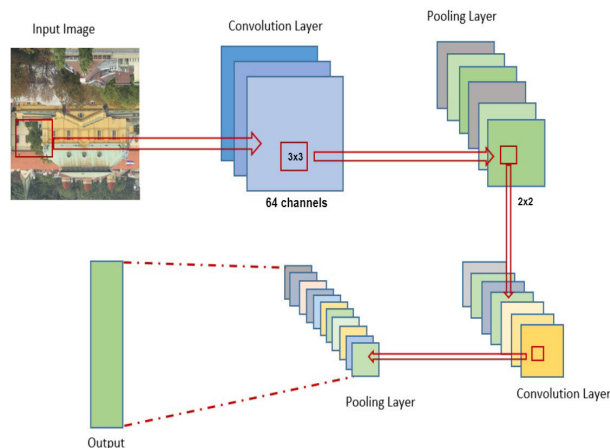 Input Image
Convolution Layer
Pooling Layer
3x3
64 channels
2x2
Pooling Layer
Convolution Layer
Output